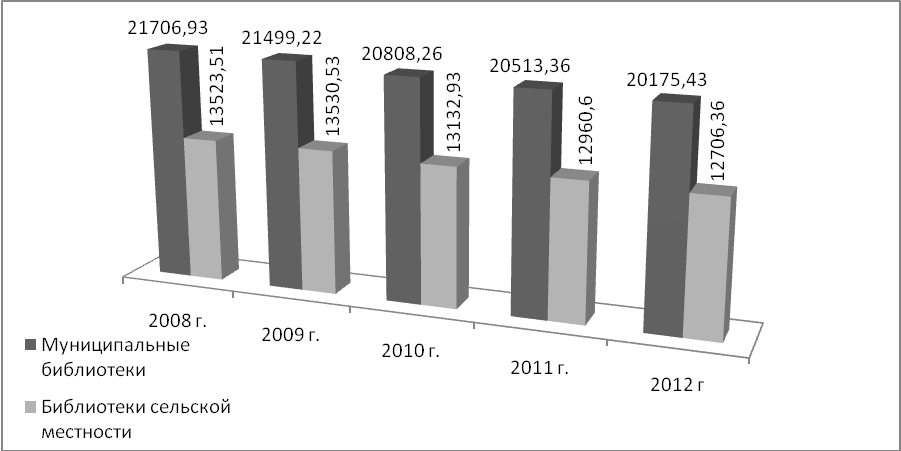 21706,93
13523,51
21499,22
13530,53
20808,26
13132,93
20513,36
12960,6
20175,43
12706,36
2008 г.
2009 г.
2010 г.
2011 г.
2012 г
Муниципальные
библиотеки
Библиотеки сельской
местности